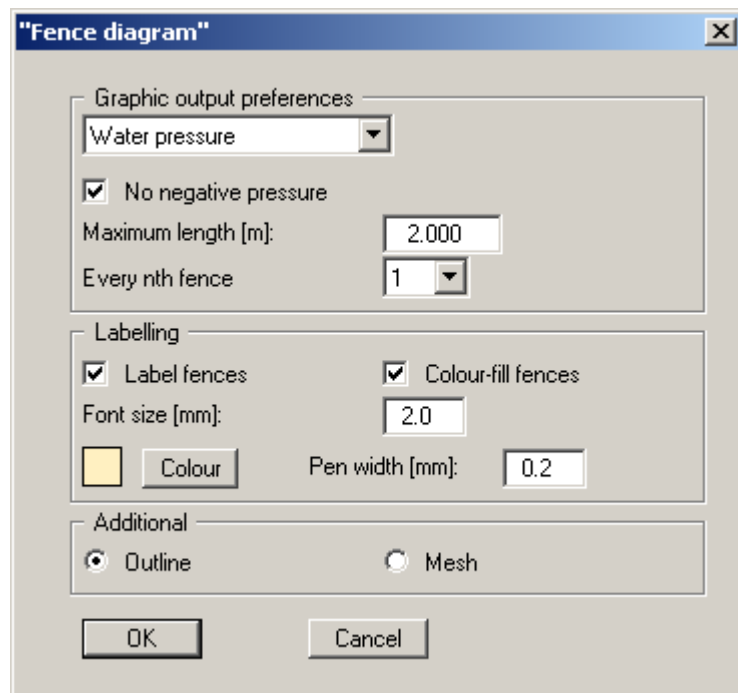 "Fence diagram"
Graphic output preferences
Water pressure
No negative pressure
Maximum length [m]: 2.000
Every nth fence 1
Labelling
Label fences Colour-fill fences
Font size [mm]: 2.0
Colour Pen width [mm]: 0.2
Additional
Outline Mesh
OK Cancel